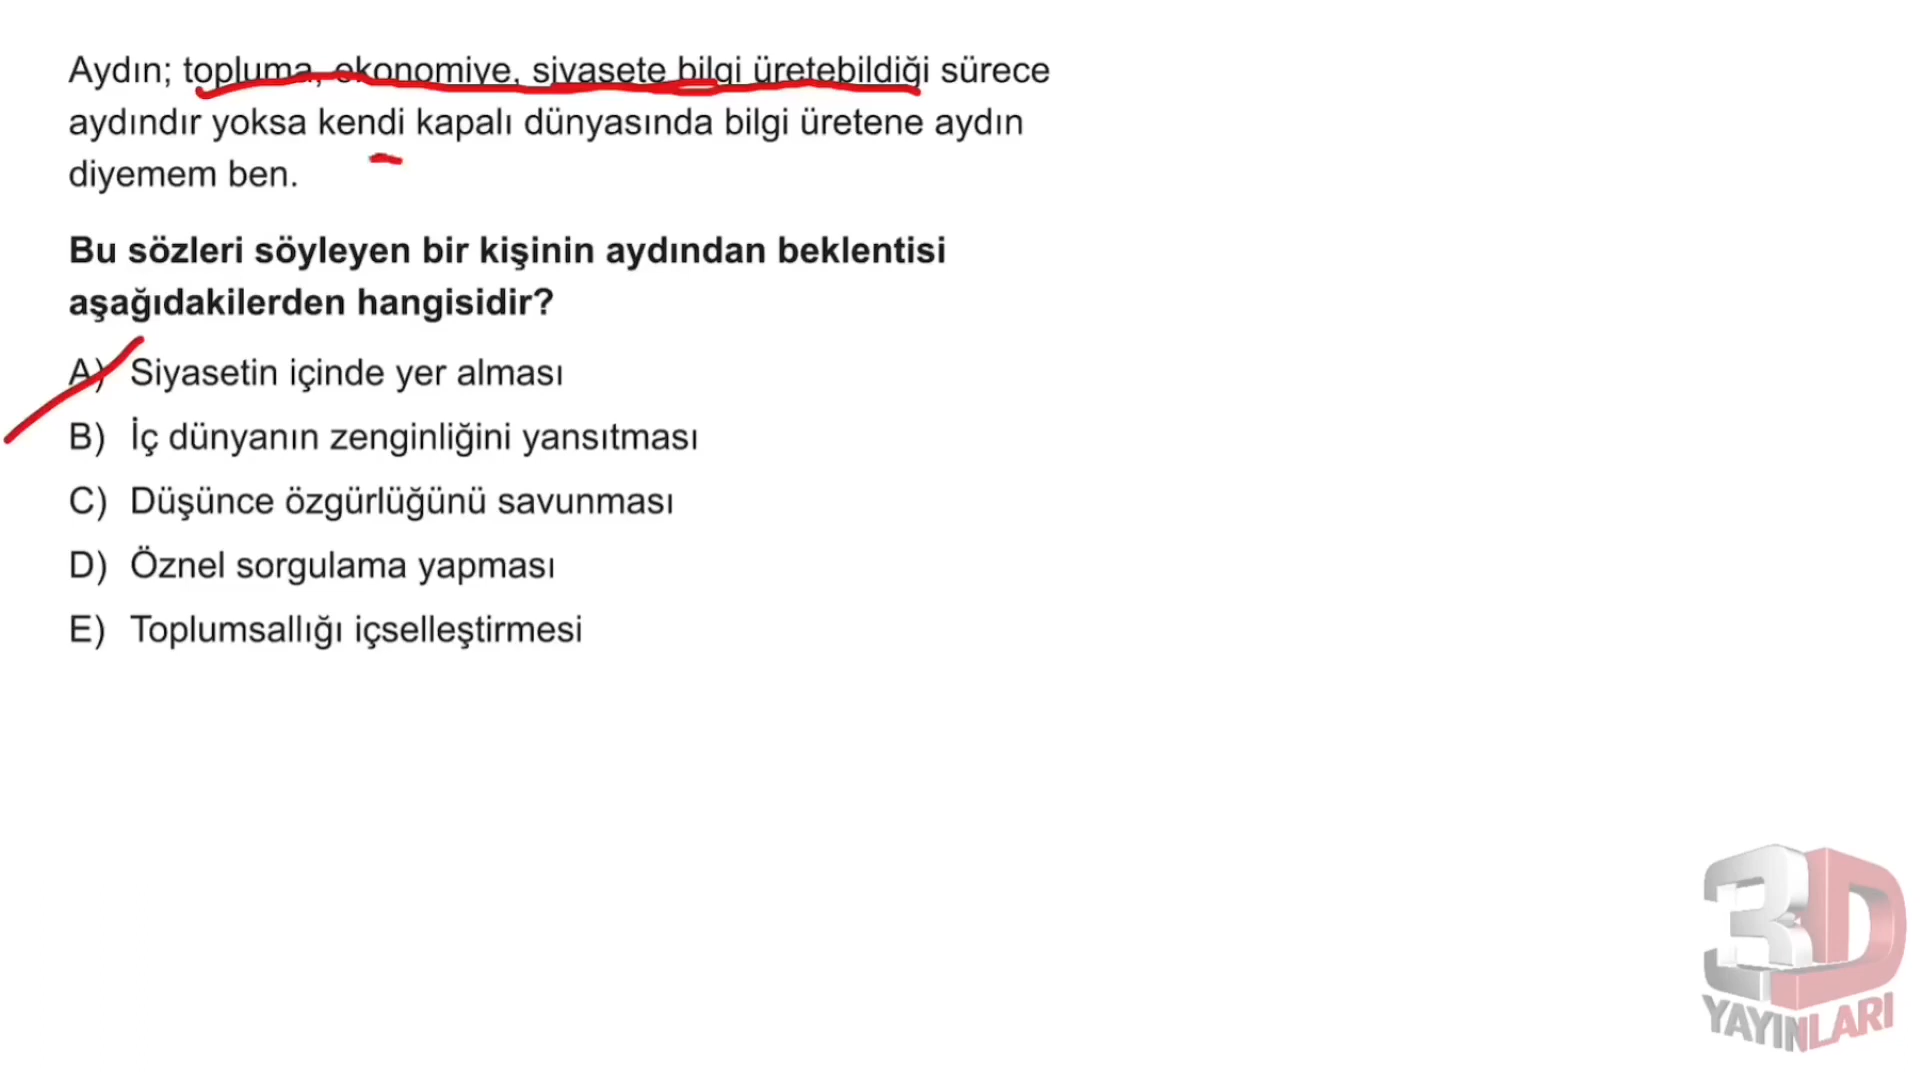 Aydın; topluma, ekonomiye, siyasete bilgi üretebildiği sürece
aydındır yoksa kendi kapalı dünyasında bilgi üretene aydın
diyemem ben.
Bu sözleri söyleyen bir kişinin aydından beklentisi
aşağıdakilerden hangisidir?
A) Siyasetin içinde yer alması
B) İç dünyanın zenginliğini yansıtması
C) Düşünce özgürlüğünü savunması
D) Öznel sorgulama yapması
E) Toplumsallığı içselleştirmesi
3D
YAYINLARI